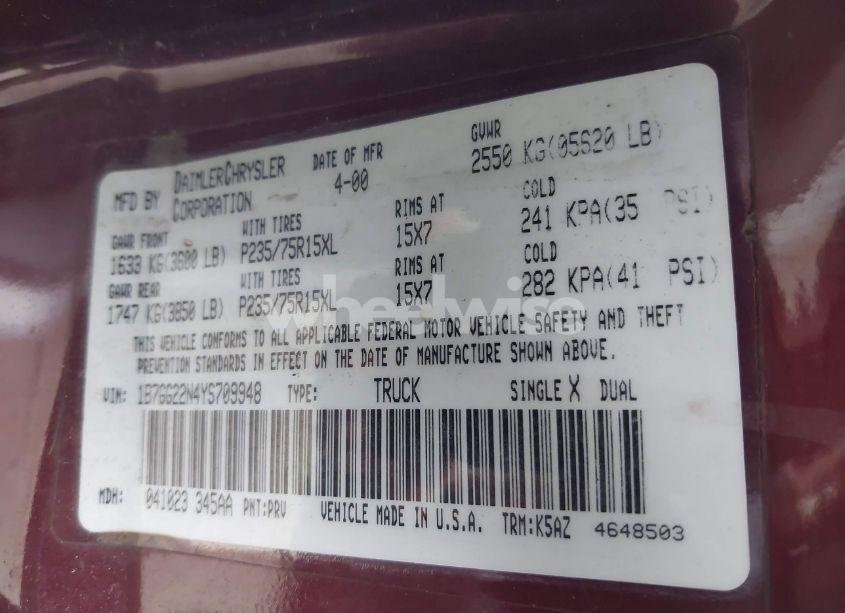 MFD BY DAIMLERCHRYSLER CORPORATION DATE OF MFR 4-00 GVWR 2550 KG(05620 LB)
GAWR FRONT WITH TIRES RIMS AT COLD
1633 KG(3600 LB) P235/75R15XL 15X7 241 KPA(35 PSI)
GAWR REAR WITH TIRES RIMS AT COLD
1747 KG(3850 LB) P235/75R15XL 15X7 282 KPA(41 PSI)
wheelwise
THIS VEHICLE CONFORMS TO ALL APPLICABLE FEDERAL MOTOR VEHICLE SAFETY AND THEFT
PREVENTION STANDARDS IN EFFECT ON THE DATE OF MANUFACTURE SHOWN ABOVE.
VIN: 1B7GG22N4YS709948 TYPE: TRUCK SINGLE X DUAL
MDH: 041023 345AA PNT:PRV VEHICLE MADE IN U.S.A. TRM:K5AZ 4648503